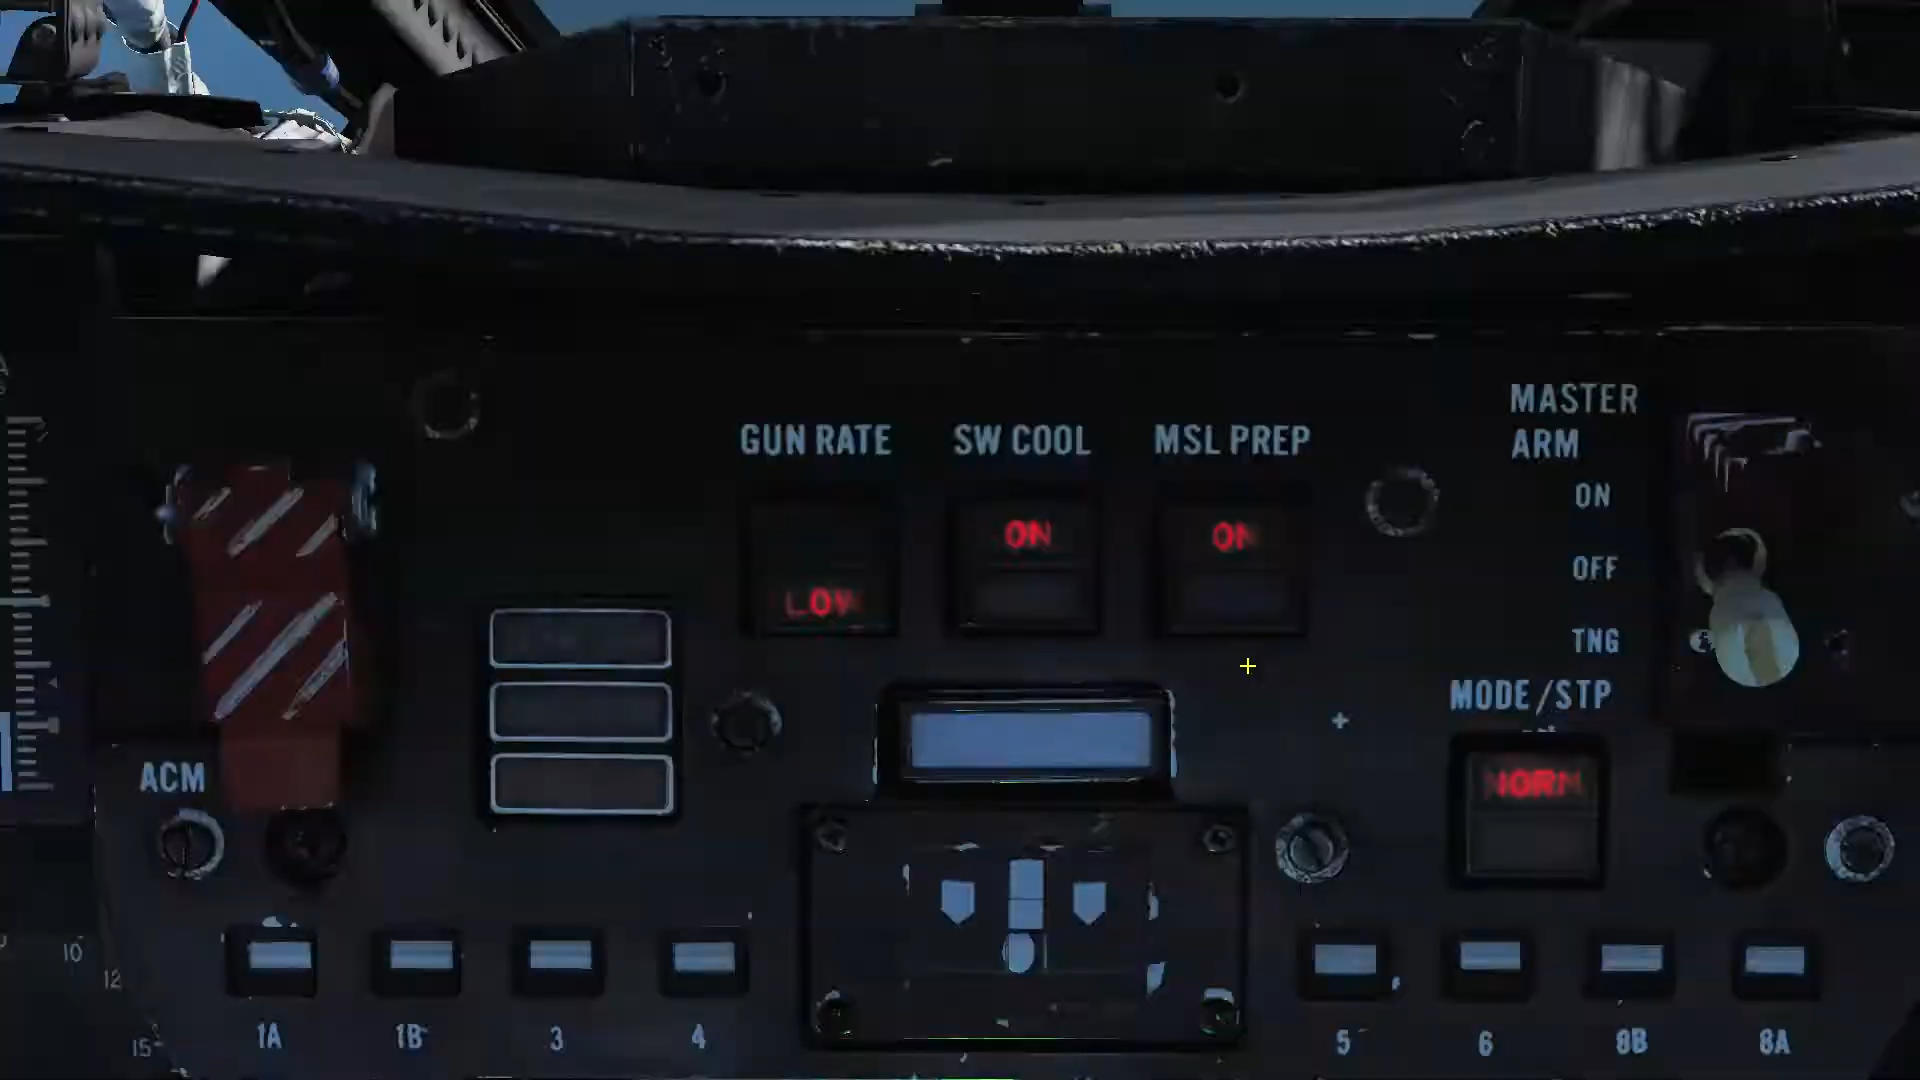 MASTER
ARM
GUN RATE
SW COOL
MSL PREP
ON
ON
ON
OFF
LOW
TNG
MODE/STP
NORM
ACM
10
12
15
1A
1B
3
4
5
6
8B
8A